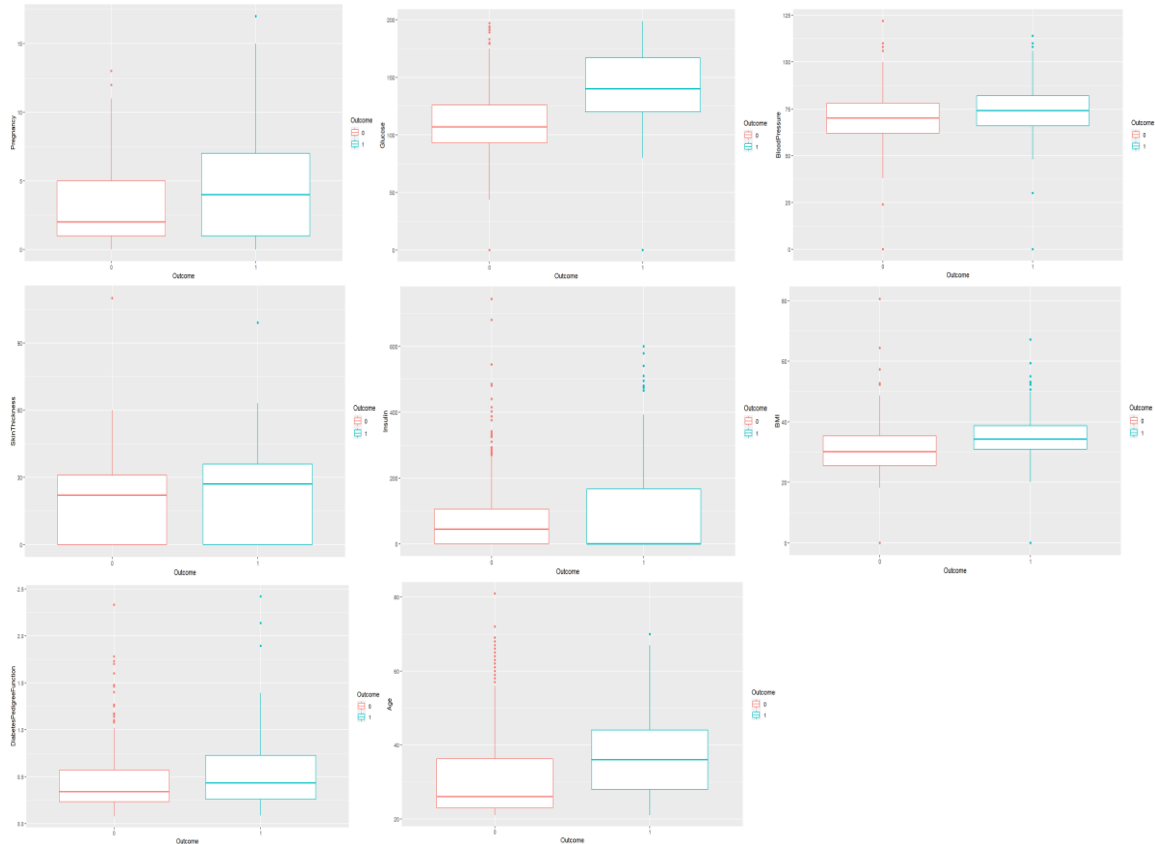 Pregnancy
15
10
5
0
0
1
Outcome
Outcome
0
1
Glucose
200
150
100
50
0
0
1
Outcome
Outcome
0
1
BloodPressure
125
100
75
50
25
0
0
1
Outcome
Outcome
0
1
SkinThickness
90
60
30
0
0
1
Outcome
Outcome
0
1
Insulin
600
400
200
0
0
1
Outcome
Outcome
0
1
BMI
80
60
40
20
0
0
1
Outcome
Outcome
0
1
DiabetesPedigreeFunction
2.5
2.0
1.5
1.0
0.5
0.0
0
1
Outcome
Outcome
0
1
Age
80
60
40
20
0
1
Outcome
Outcome
0
1